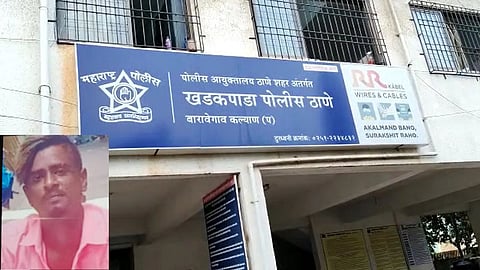 महाराष्ट्र पोलीस
पोलीस आयुक्तालय ठाणे शहर अंतर्गत
खडकपाडा पोलीस ठाणे
बारावेगाव कल्याण (प)
RR
KABEL
WIRES & CABLES
AKALMAND BANO,
SURAKSHIT RAHO.